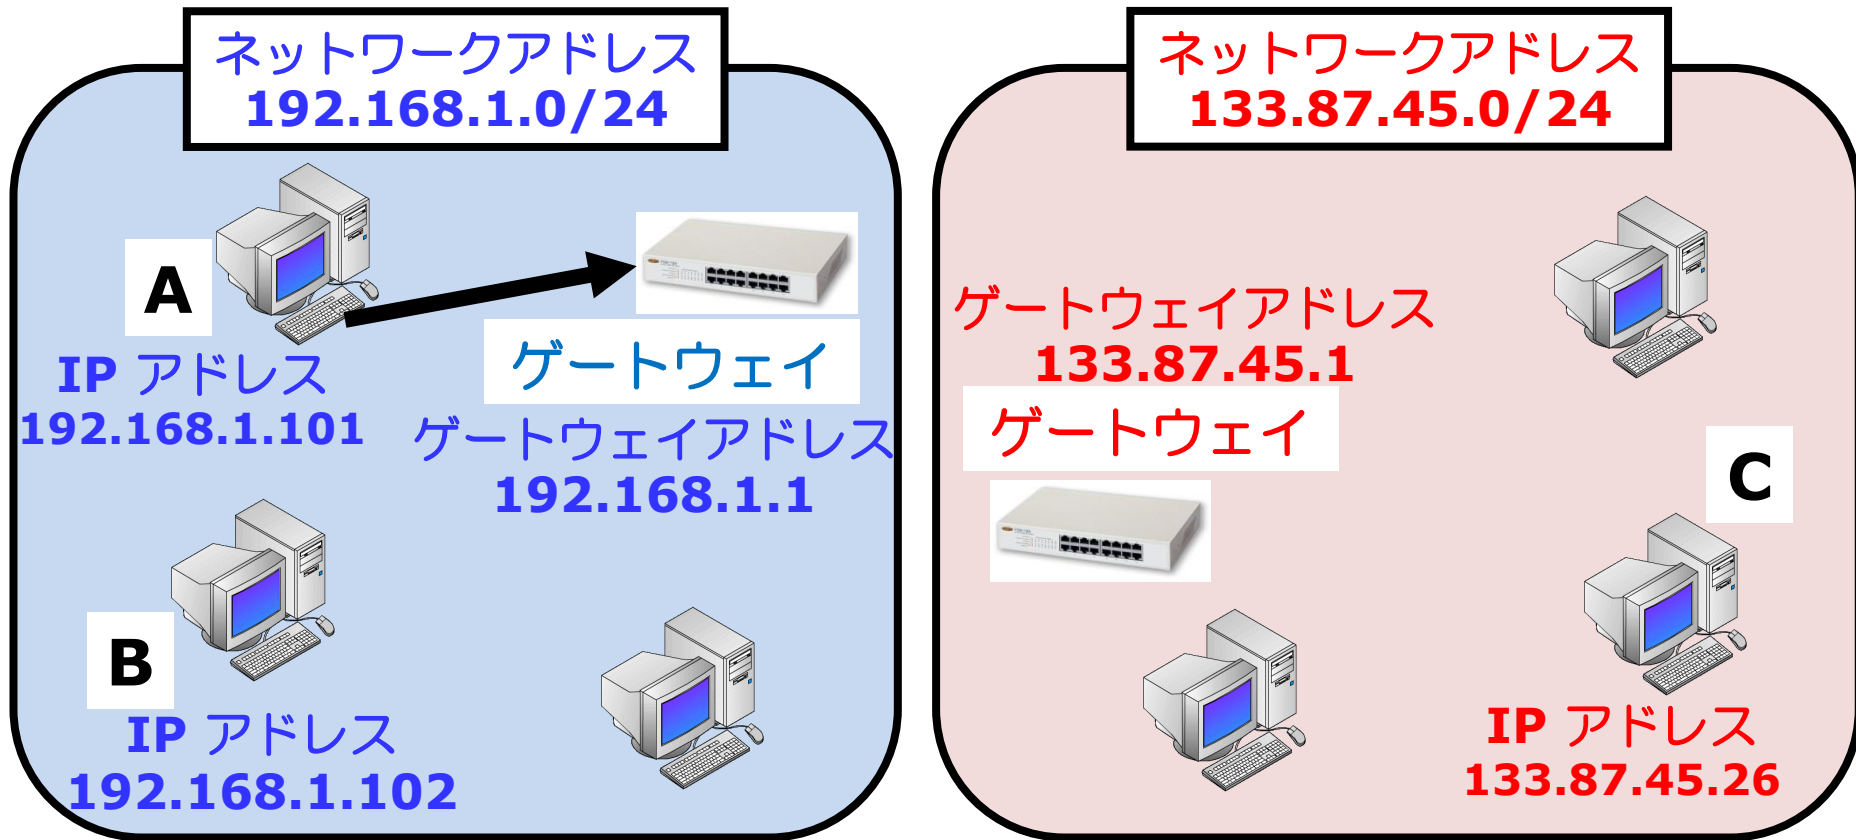 ネットワークアドレス
192.168.1.0/24
A
IP アドレス
192.168.1.101
ゲートウェイ
ゲートウェイアドレス
192.168.1.1
B
IP アドレス
192.168.1.102
ネットワークアドレス
133.87.45.0/24
ゲートウェイアドレス
133.87.45.1
ゲートウェイ
C
IP アドレス
133.87.45.26